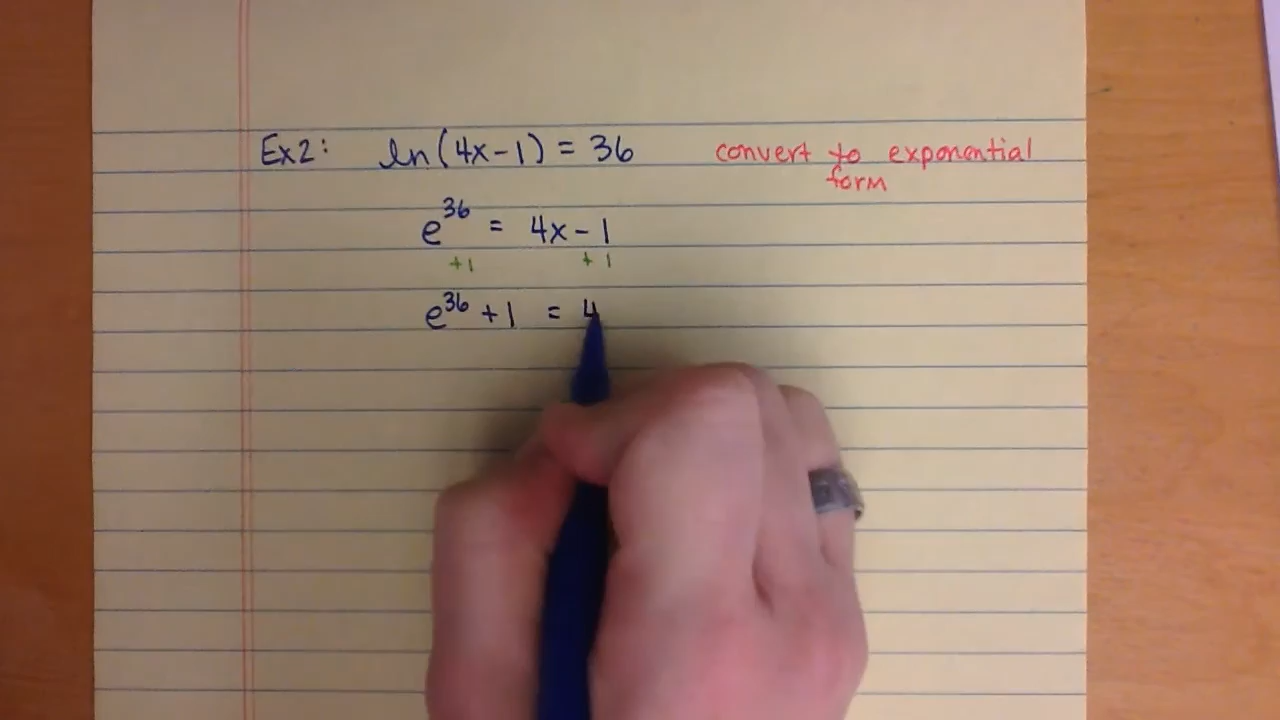 Ex2: ln(4x-1) = 36 convert to exponential
form
e^36 = 4x - 1
+1 +1
e^36 + 1 = 4